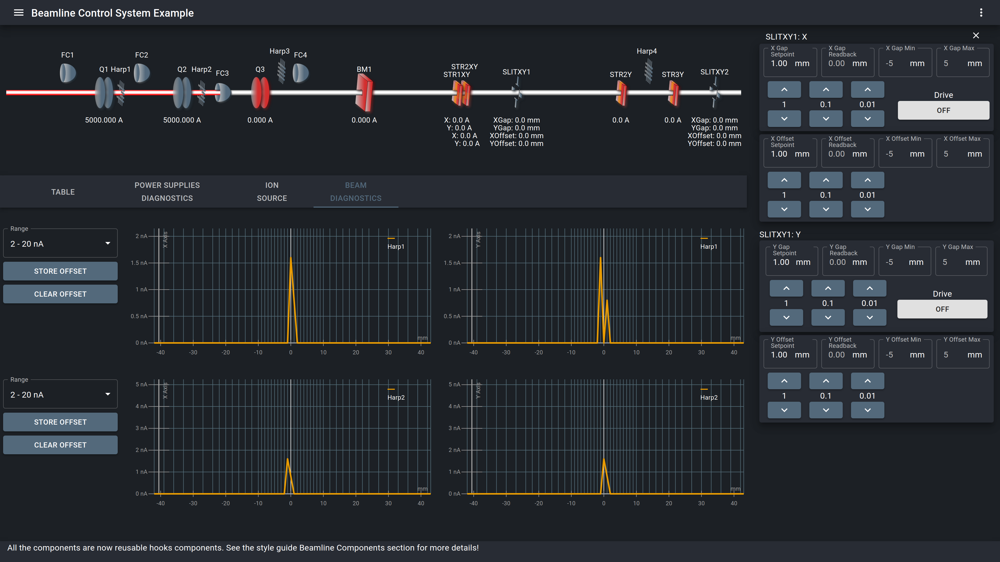 Beamline Control System Example
FC1
FC2
Harp3
FC4
Harp4
Q1
Harp1
Q2
Harp2
FC3
Q3
BM1
STR2XY
STR1XY
SLITXY1
STR2Y
STR3Y
SLITXY2
5000.000 A
5000.000 A
0.000 A
0.000 A
X: 0.0 A
Y: 0.0 A
X: 0.0 A
Y: 0.0 A
XGap: 0.0 mm
YGap: 0.0 mm
XOffset: 0.0 mm
YOffset: 0.0 mm
0.0 A
0.0 A
XGap: 0.0 mm
YGap: 0.0 mm
XOffset: 0.0 mm
YOffset: 0.0 mm
TABLE
POWER SUPPLIES
DIAGNOSTICS
ION
SOURCE
BEAM
DIAGNOSTICS
Range
2 - 20 nA
STORE OFFSET
CLEAR OFFSET
2 nA
1.5 nA
1 nA
0.5 nA
0 nA
X Axis
Harp1
mm
-40 -30 -20 -10 0 10 20 30 40
2 nA
1.5 nA
1 nA
0.5 nA
0 nA
Y Axis
Harp1
mm
-40 -30 -20 -10 0 10 20 30 40
Range
2 - 20 nA
STORE OFFSET
CLEAR OFFSET
5 nA
4 nA
3 nA
2 nA
1 nA
0 nA
X Axis
Harp2
mm
-40 -30 -20 -10 0 10 20 30 40
5 nA
4 nA
3 nA
2 nA
1 nA
0 nA
Y Axis
Harp2
mm
-40 -30 -20 -10 0 10 20 30 40
SLITXY1: X
X Gap
Setpoint
1.00 mm
X Gap
Readback
0.00 mm
X Gap Min
-5 mm
X Gap Max
5 mm
1 0.1 0.01
Drive
OFF
X Offset
Setpoint
1.00 mm
X Offset
Readback
0.00 mm
X Offset Min
-5 mm
X Offset Max
5 mm
1 0.1 0.01
SLITXY1: Y
Y Gap
Setpoint
1.00 mm
Y Gap
Readback
0.00 mm
Y Gap Min
-5 mm
Y Gap Max
5 mm
1 0.1 0.01
Drive
OFF
Y Offset
Setpoint
1.00 mm
Y Offset
Readback
0.00 mm
Y Offset Min
-5 mm
Y Offset Max
5 mm
1 0.1 0.01
All the components are now reusable hooks components. See the style guide Beamline Components section for more details!